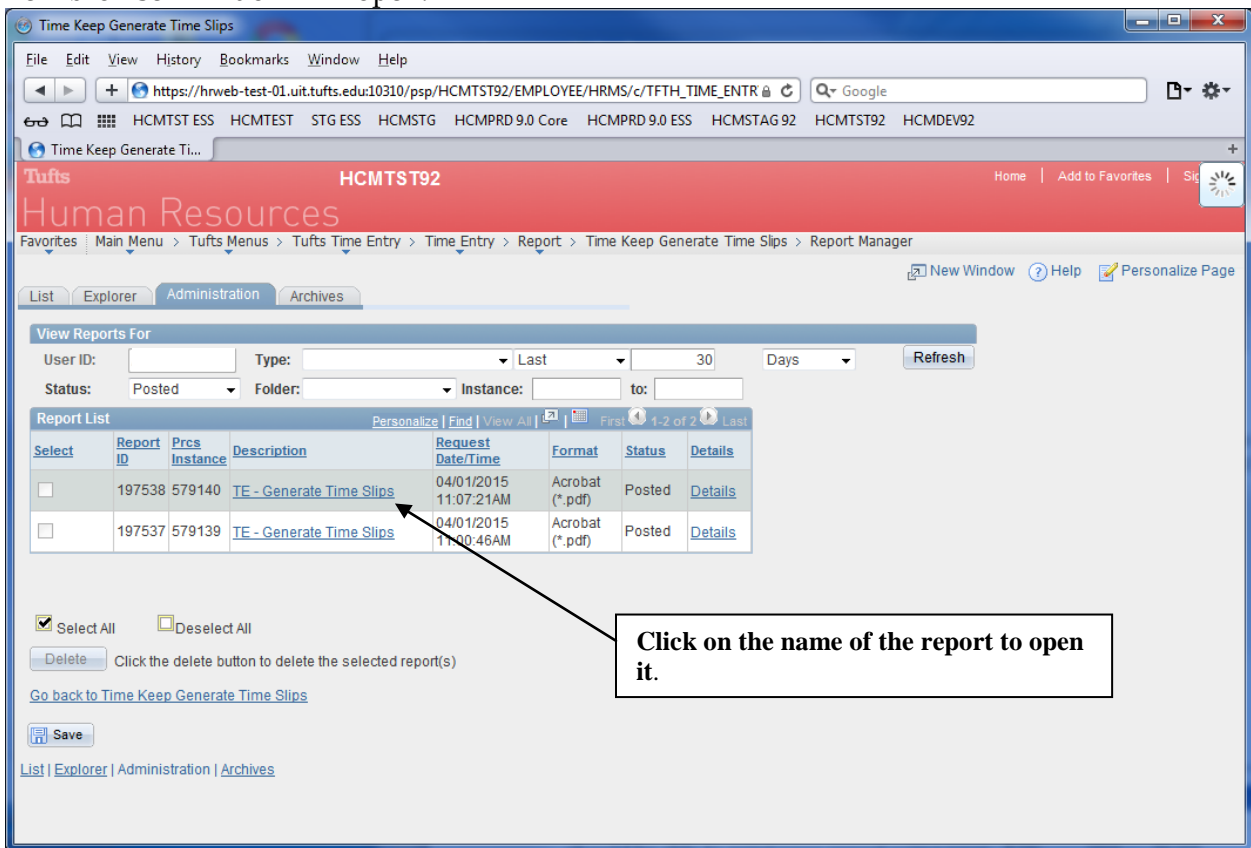 Time Keep Generate Time Slips
File Edit View History Bookmarks Window Help
https://hrweb-test-01.uit.tufts.edu:10310/psp/HCMTST92/EMPLOYEE/HRMS/c/TFTH_TIME_ENTR Google
HCMTST ESS HCMTEST STG ESS HCMSTG HCMPRD 9.0 Core HCMPRD 9.0 ESS HCMSTAG 92 HCMTST92 HCMDEV92
Time Keep Generate Ti...
Tufts HCMTST92 Home | Add to Favorites |
Human Resources
Favorites Main Menu > Tufts Menus > Tufts Time Entry > Time Entry > Report > Time Keep Generate Time Slips > Report Manager
New Window Help Personalize Page
List Explorer Administration Archives
View Reports For
User ID: Type: Last 30 Days Refresh
Status: Posted Folder: Instance: to:
Report List Personalize | Find | View All | | First 1-2 of 2 Last
Select Report ID Prcs Instance Description Request Date/Time Format Status Details
197538 579140 TE - Generate Time Slips 04/01/2015 11:07:21AM Acrobat (*.pdf) Posted Details
197537 579139 TE - Generate Time Slips 04/01/2015 11:00:46AM Acrobat (*.pdf) Posted Details
Select All Deselect All
Delete Click the delete button to delete the selected report(s)
Click on the name of the report to open
it.
Go back to Time Keep Generate Time Slips
Save
List | Explorer | Administration | Archives